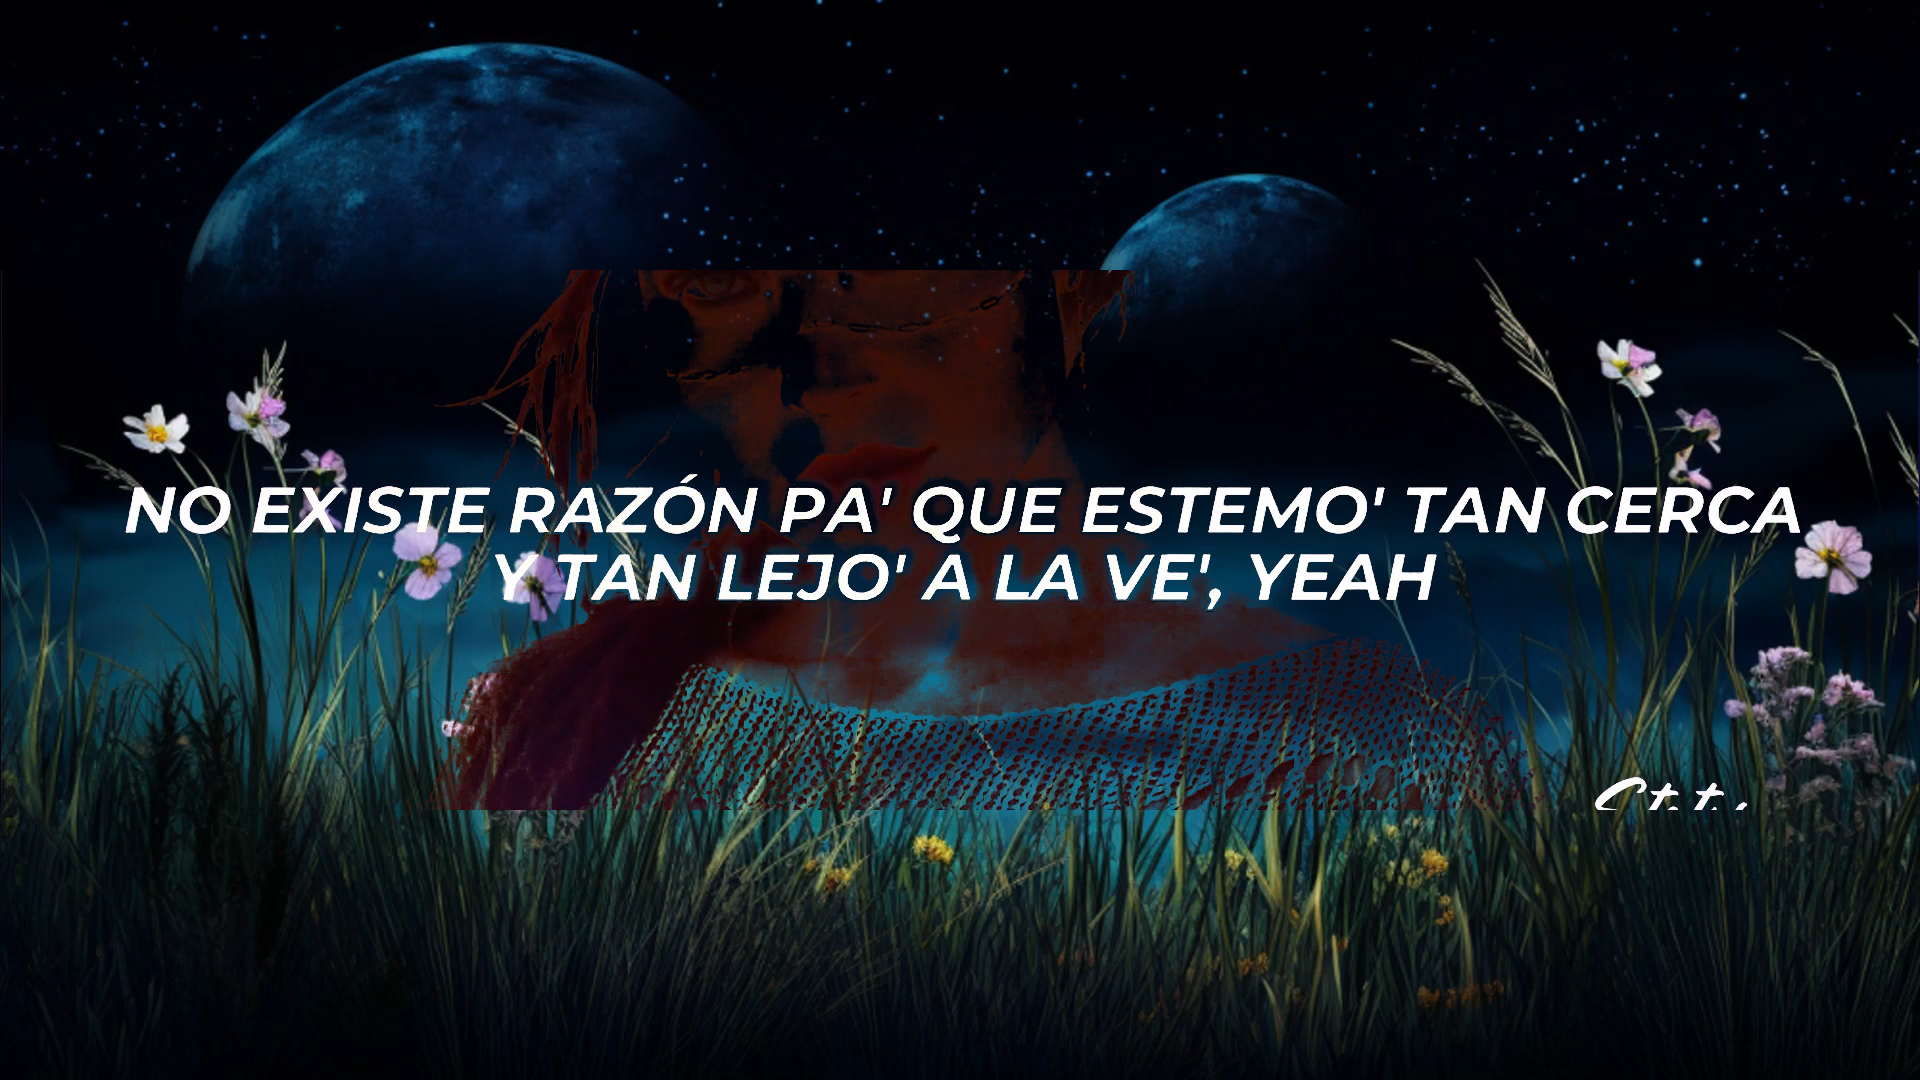 NO EXISTE RAZÓN PA' QUE ESTEMO' TAN CERCA
Y TAN LEJO' A LA VE', YEAH